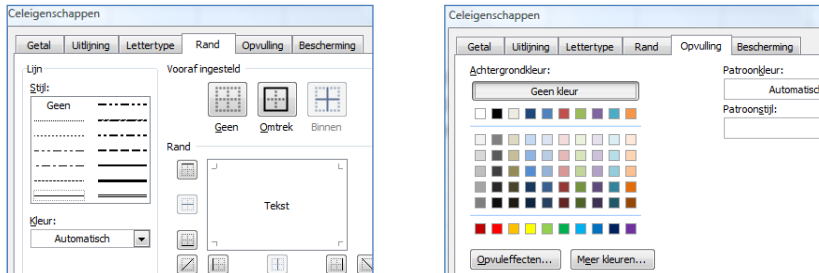 Celeigenschappen
Getal Uitlijning Lettertype Rand Opvulling Bescherming
Lijn
Stijl:
Geen
Kleur:
Automatisch
Vooraf ingesteld
Geen Omtrek Binnen
Rand
Tekst
Celeigenschappen
Getal Uitlijning Lettertype Rand Opvulling Bescherming
Achtergrondkleur:
Geen kleur
Opvuleffecten... Meer kleuren...
Patroonkleur:
Automatisch
Patroonstijl: